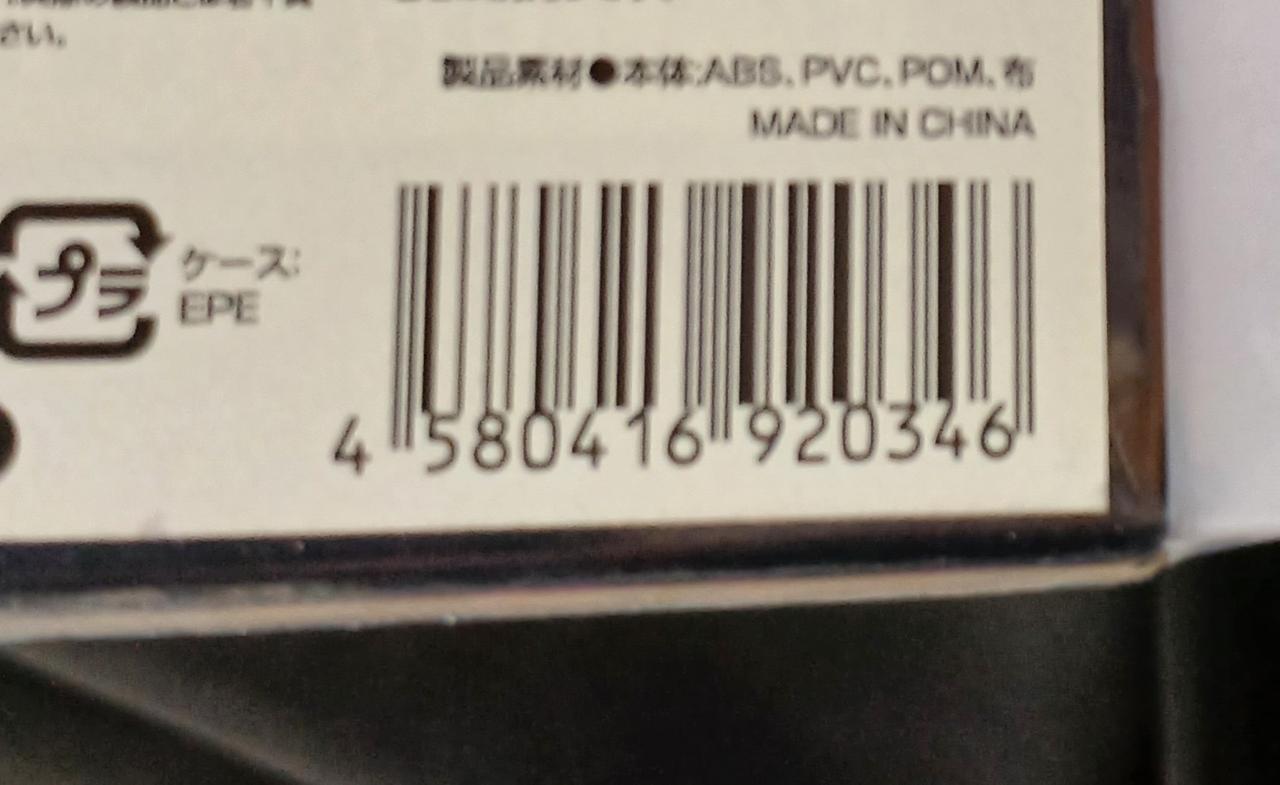 さい。
製品素材●本体:ABS、PVC、POM、布
MADE IN CHINA
プラ
ケース:
EPE
4 580416 920346